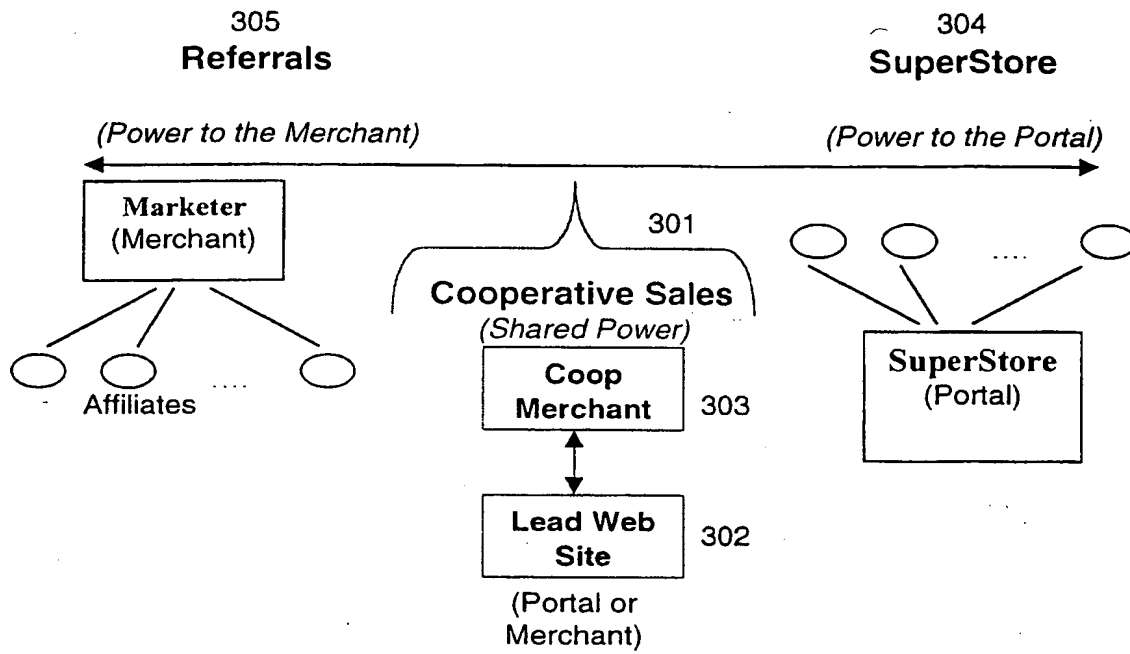 305
Referrals
304
SuperStore
(Power to the Merchant)
(Power to the Portal)
Marketer
(Merchant)
....
Affiliates
301
Cooperative Sales
(Shared Power)
Coop
Merchant
303
Lead Web
Site
302
(Portal or
Merchant)
....
SuperStore
(Portal)